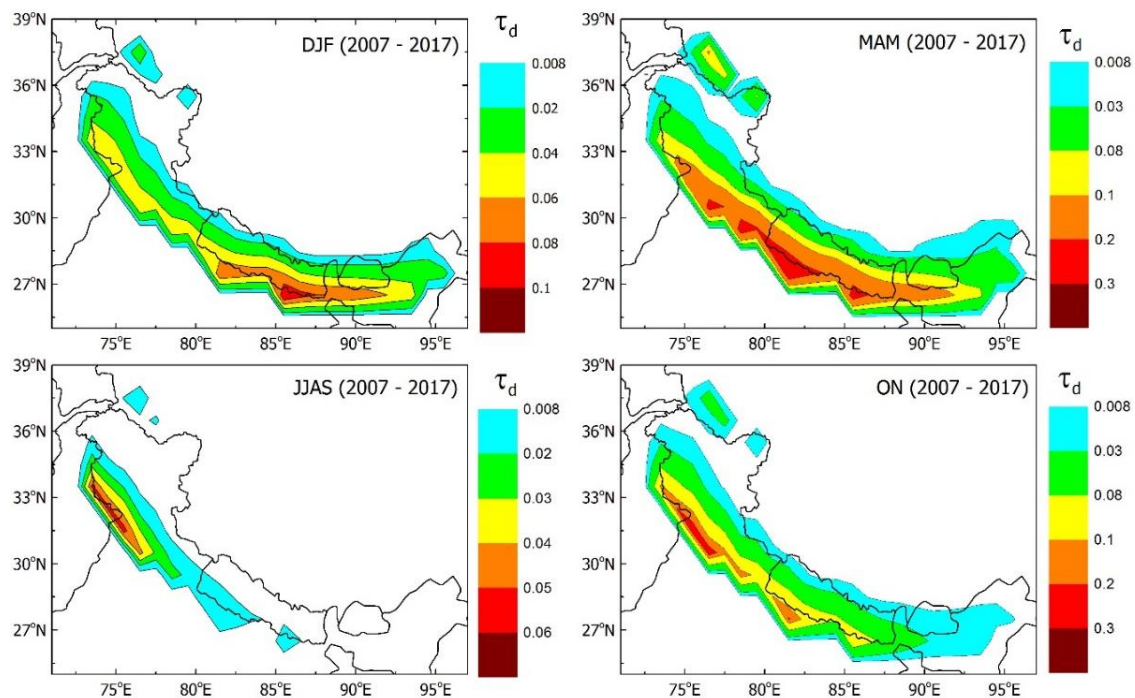 39°N
36°N
33°N
30°N
27°N
75°E 80°E 85°E 90°E 95°E
DJF (2007 - 2017)
τd
0.008
0.02
0.04
0.06
0.08
0.1
39°N
36°N
33°N
30°N
27°N
75°E 80°E 85°E 90°E 95°E
MAM (2007 - 2017)
τd
0.008
0.03
0.08
0.1
0.2
0.3
39°N
36°N
33°N
30°N
27°N
75°E 80°E 85°E 90°E 95°E
JJAS (2007 - 2017)
τd
0.008
0.02
0.03
0.04
0.05
0.06
39°N
36°N
33°N
30°N
27°N
75°E 80°E 85°E 90°E 95°E
ON (2007 - 2017)
τd
0.008
0.03
0.08
0.1
0.2
0.3